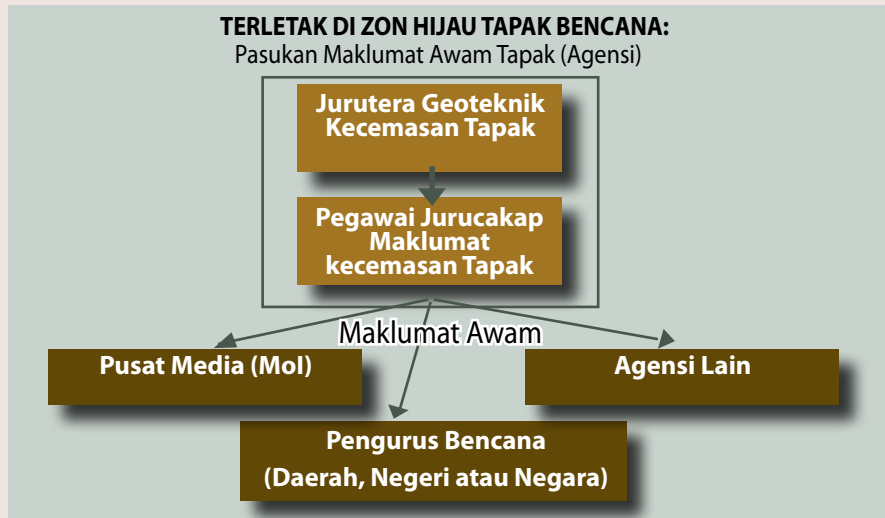 TERLETAK DI ZON HIJAU TAPAK BENCANA:
Pasukan Maklumat Awam Tapak (Agensi)
Jurutera Geoteknik
Kecemasan Tapak
Pegawai Jurucakap
Maklumat
kecemasan Tapak
Maklumat Awam
Pusat Media (MoI)
Agensi Lain
Pengurus Bencana
(Daerah, Negeri atau Negara)